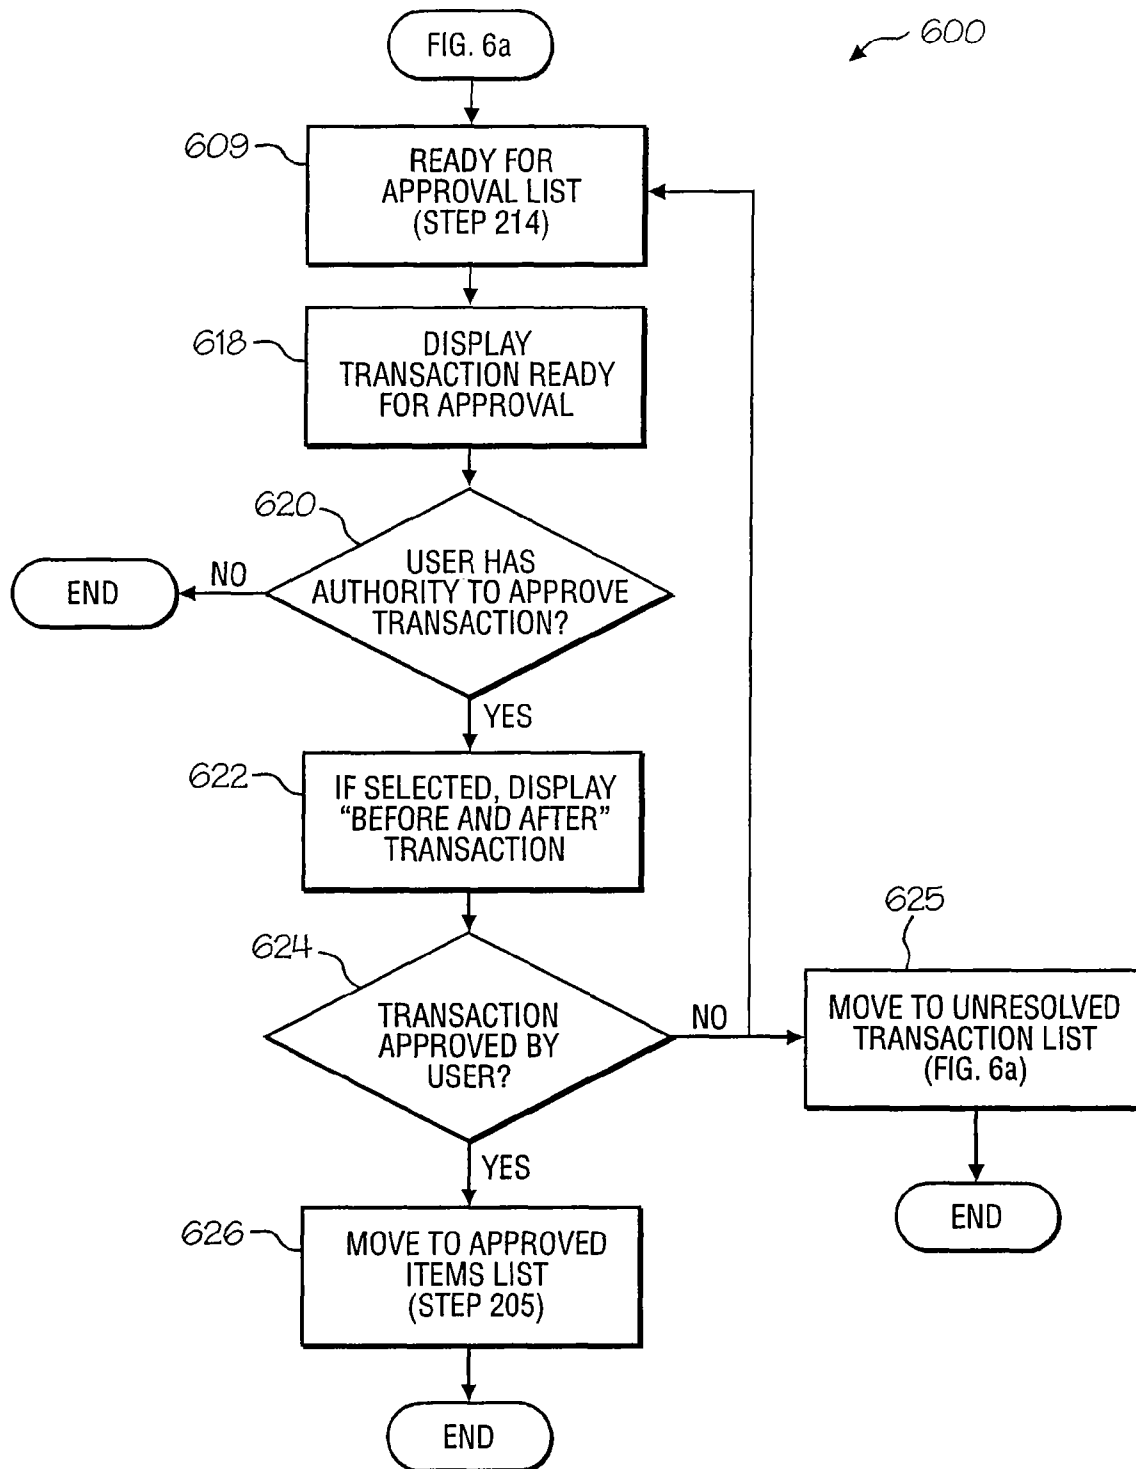 FIG. 6a
600
609
READY FOR
APPROVAL LIST
(STEP 214)
618
DISPLAY
TRANSACTION READY
FOR APPROVAL
620
USER HAS
AUTHORITY TO APPROVE
TRANSACTION?
NO
END
YES
622
IF SELECTED, DISPLAY
“BEFORE AND AFTER”
TRANSACTION
624
TRANSACTION
APPROVED BY
USER?
NO
625
MOVE TO UNRESOLVED
TRANSACTION LIST
(FIG. 6a)
END
YES
626
MOVE TO APPROVED
ITEMS LIST
(STEP 205)
END